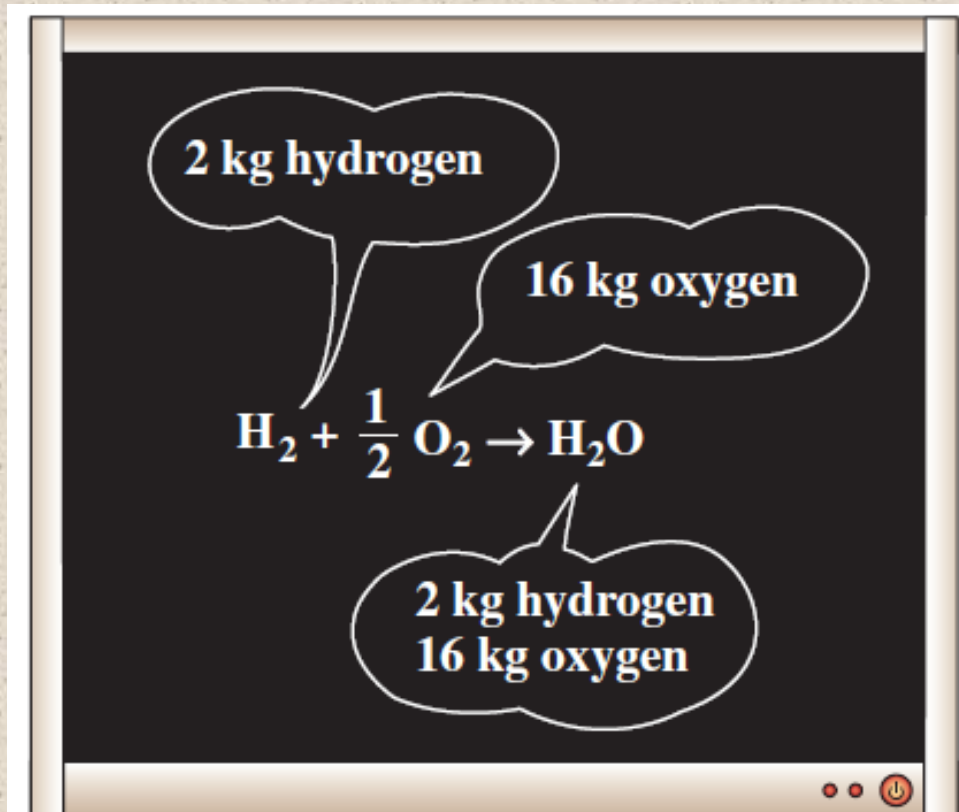 2 kg hydrogen
16 kg oxygen
H₂ + 1/2 O₂ → H₂O
2 kg hydrogen
16 kg oxygen